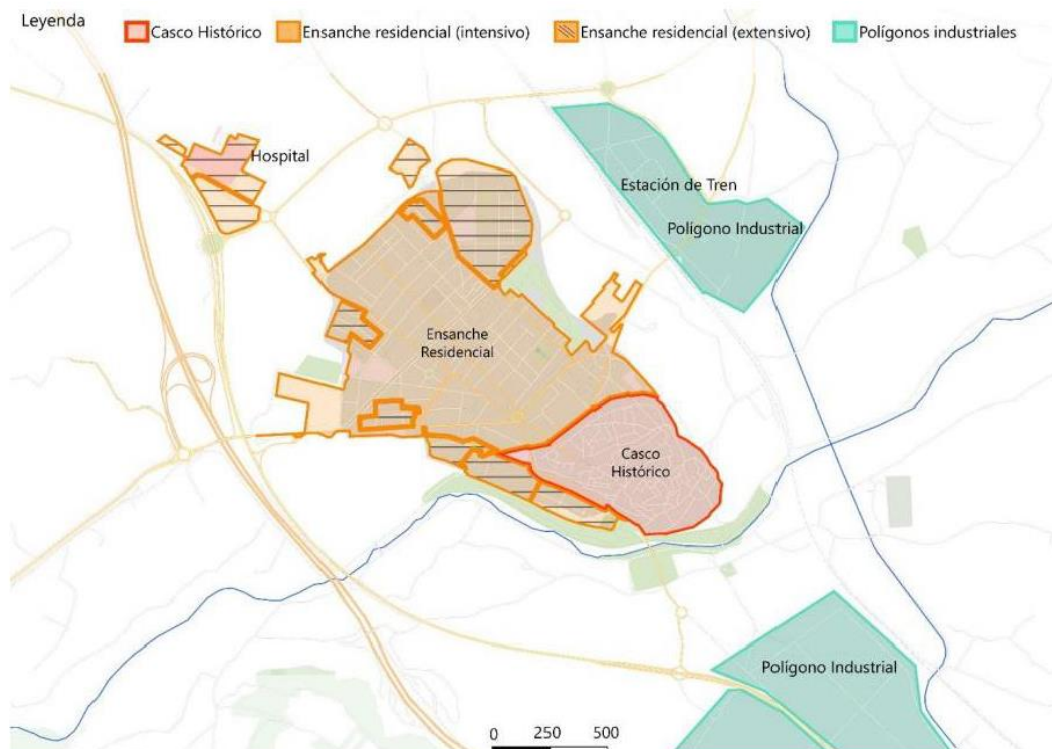 Leyenda
Casco Histórico
Ensanche residencial (intensivo)
Ensanche residencial (extensivo)
Polígonos industriales
Hospital
Estación de Tren
Polígono Industrial
Ensanche
Residencial
Casco
Histórico
Polígono Industrial
0 250 500